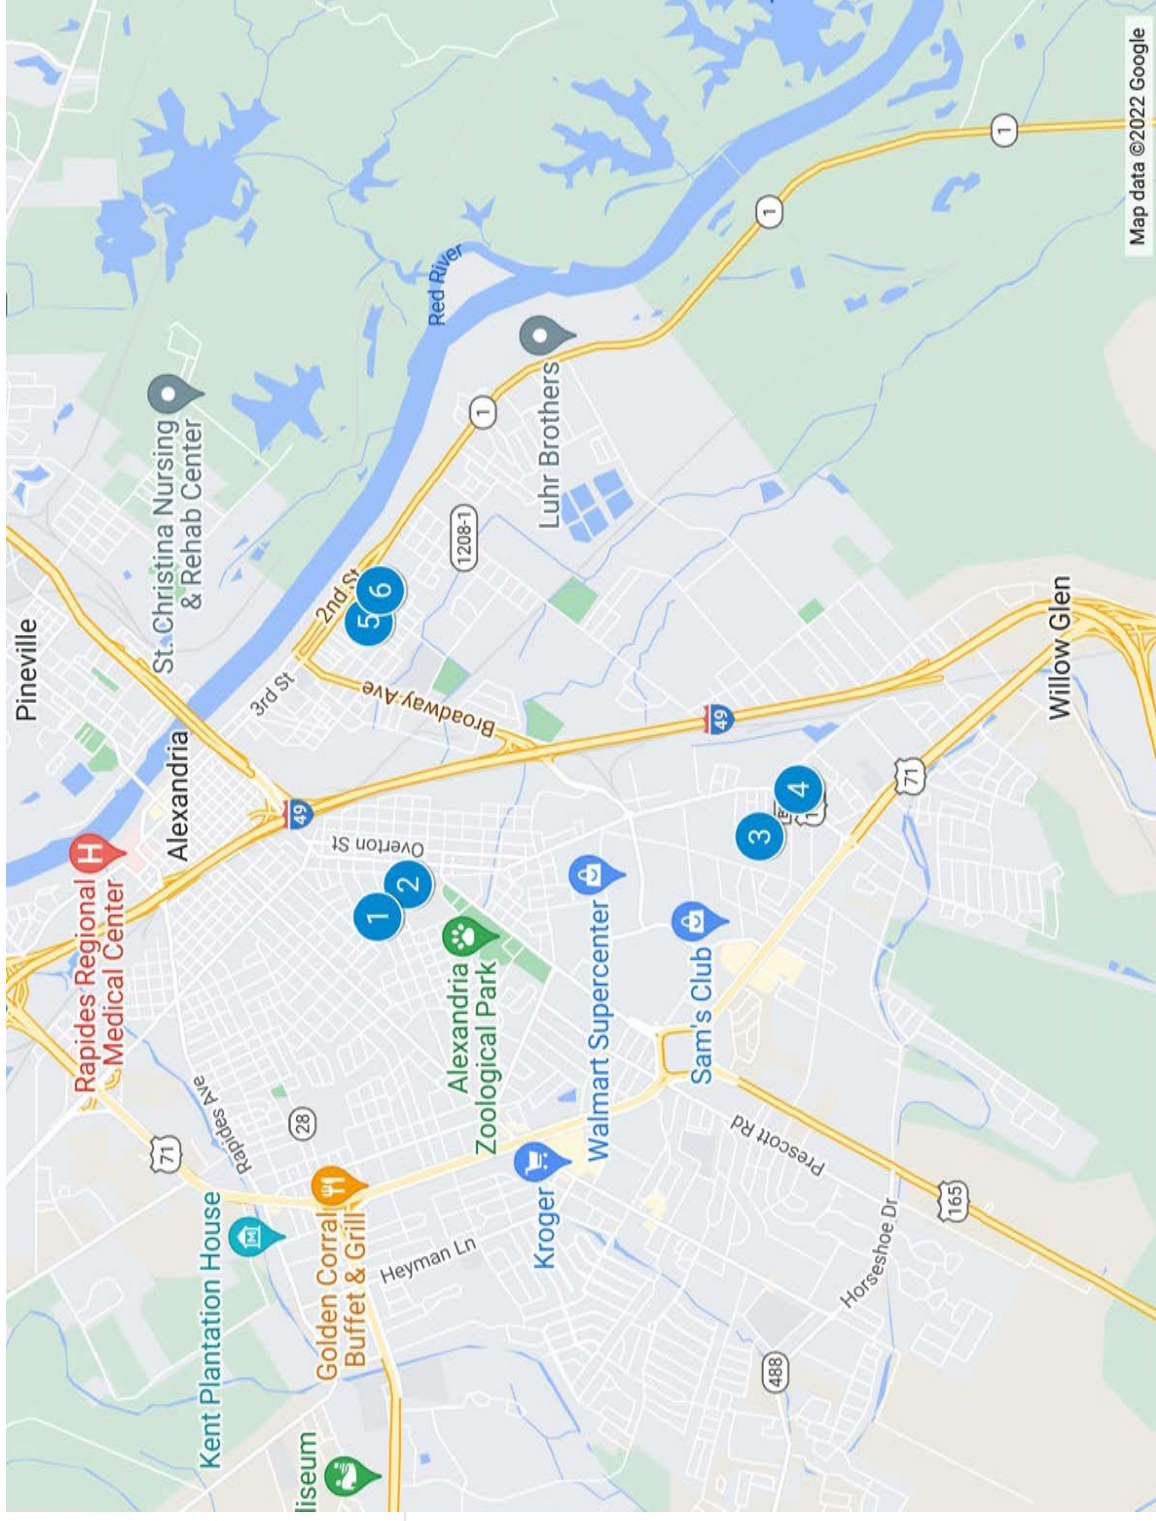 Pineville
St. Christina Nursing
& Rehab Center
Rapides Regional
Medical Center
H
Alexandria
Red River
2nd St
3rd St
Broadway Ave
Overton St
49
49
1
1
1
1208-1
Luhr Brothers
5
6
1
2
3
4
Alexandria
Zoological Park
Walmart Supercenter
Sam's Club
Willow Glen
71
71
Rapides Ave
28
Kent Plantation House
M
Golden Corral
Buffet & Grill
Heyman Ln
Kroger
Prescott Rd
Horseshoe Dr
165
488
liseum
Map data ©2022 Google